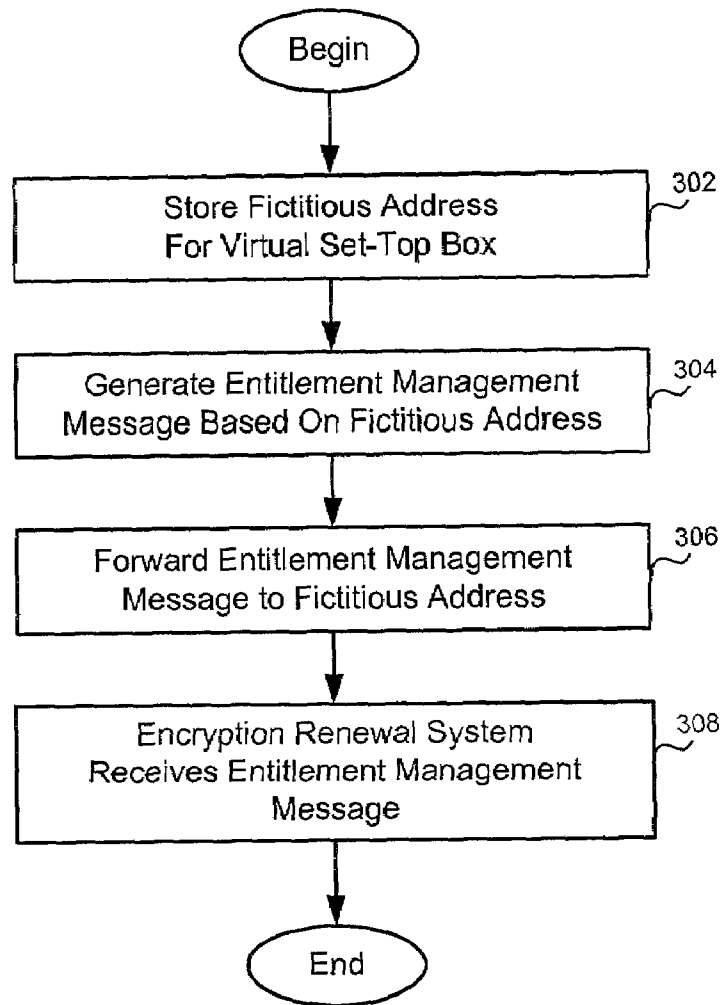 Begin
Store Fictitious Address
For Virtual Set-Top Box
302
Generate Entitlement Management
Message Based On Fictitious Address
304
Forward Entitlement Management
Message to Fictitious Address
306
Encryption Renewal System
Receives Entitlement Management
Message
308
End